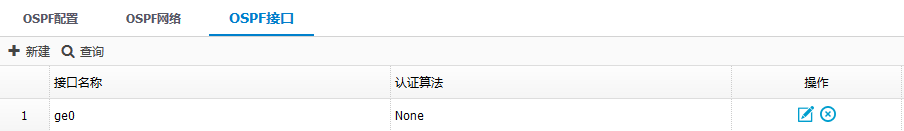 OSPF配置 OSPF网络 OSPF接口
新建 查询
接口名称 认证算法 操作
1 ge0 None